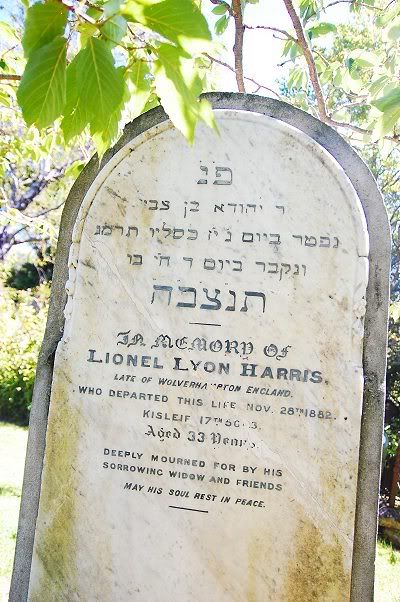 פנ
ר יהודא בן צבי
נפטר ביום ג י״ז כסליו תרמג
ונקבר ביום ד ח׳׳ בו
תנצבה
IN MEMORY OF
LIONEL LYON HARRIS.
LATE OF WOLVERHAMPTON ENGLAND.
WHO DEPARTED THIS LIFE NOV. 28TH 1882.
KISLEIF 17TH 5643.
Aged 33 Years.
DEEPLY MOURNED FOR BY HIS
SORROWING WIDOW AND FRIENDS
MAY HIS SOUL REST IN PEACE.